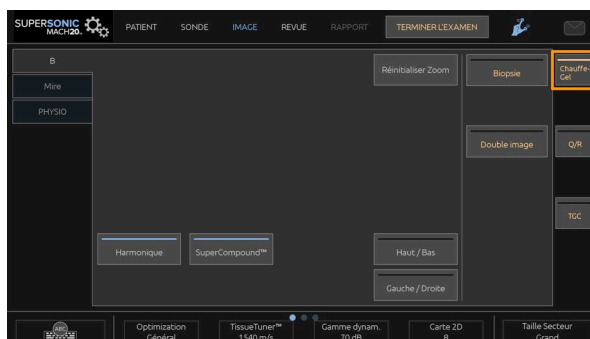 SUPERSONIC
MACH20.
PATIENT
SONDE
IMAGE
REVUE
RAPPORT
TERMINER L'EXAMEN
B
Mire
PHYSIO
Réinitialiser Zoom
Biopsie
Chauffe-
Gel
Double image
Q/R
TGC
Harmonique
SuperCompound™
Haut / Bas
Gauche / Droite
ABC
Optimization
Général
TissueTuner™
1540 m/s
Gamme dynam.
70 dB
Carte 2D
8
Taille Secteur
Grand